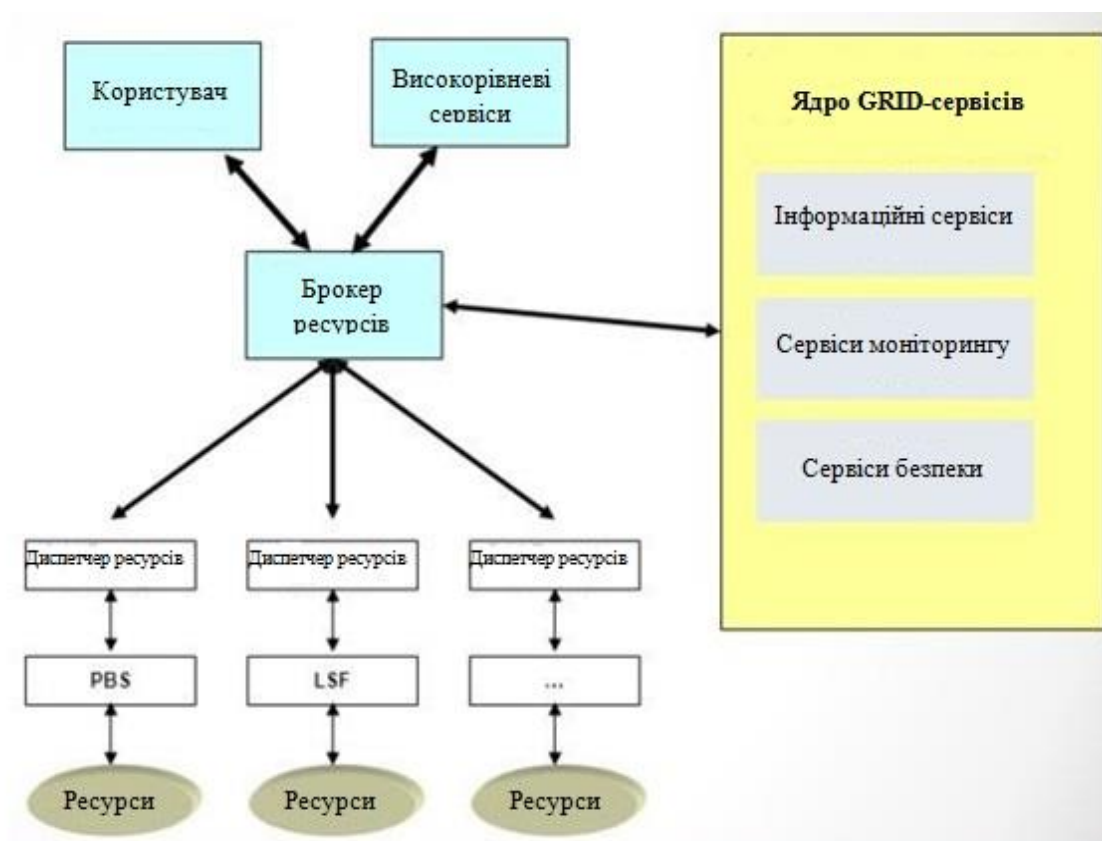 Користувач
Високорівневі
сервіси
Ядро GRID-сервісів
Інформаційні сервіси
Брокер
ресурсів
Сервіси моніторингу
Сервіси безпеки
Диспетчер ресурсів
Диспетчер ресурсів
Диспетчер ресурсів
PBS
LSF
...
Ресурси
Ресурси
Ресурси